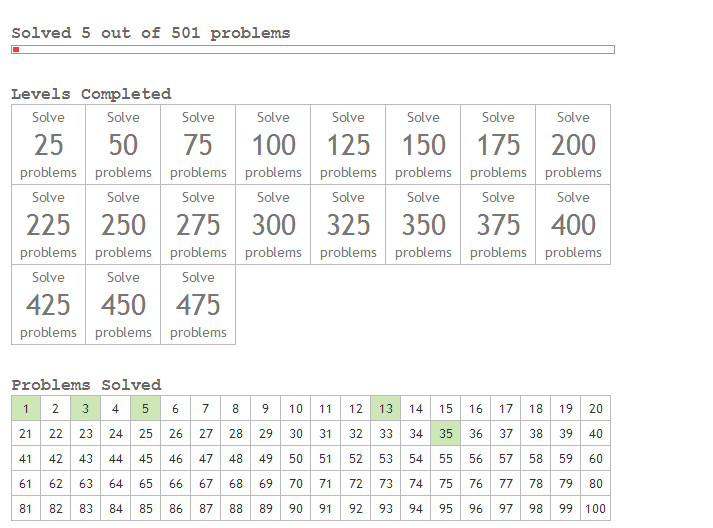 Solved 5 out of 501 problems
Levels Completed
Solve Solve Solve Solve Solve Solve Solve Solve
25 50 75 100 125 150 175 200
problems problems problems problems problems problems problems problems
Solve Solve Solve Solve Solve Solve Solve Solve
225 250 275 300 325 350 375 400
problems problems problems problems problems problems problems problems
Solve Solve Solve
425 450 475
problems problems problems
Problems Solved
1 2 3 4 5 6 7 8 9 10 11 12 13 14 15 16 17 18 19 20
21 22 23 24 25 26 27 28 29 30 31 32 33 34 35 36 37 38 39 40
41 42 43 44 45 46 47 48 49 50 51 52 53 54 55 56 57 58 59 60
61 62 63 64 65 66 67 68 69 70 71 72 73 74 75 76 77 78 79 80
81 82 83 84 85 86 87 88 89 90 91 92 93 94 95 96 97 98 99 100